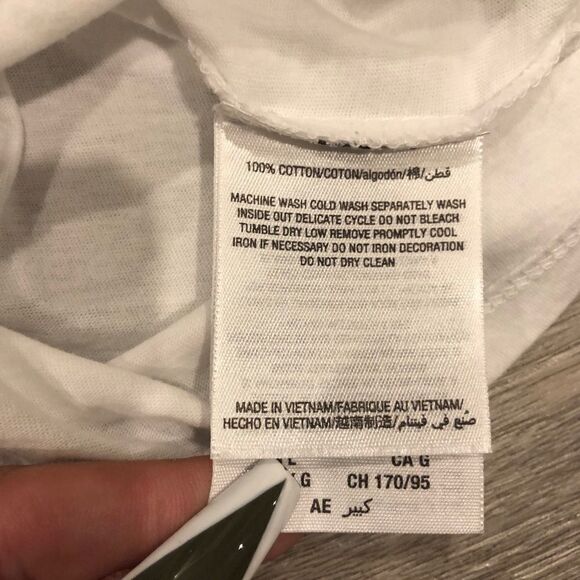 100% COTTON/COTON/algodón/棉/قطن
MACHINE WASH COLD WASH SEPARATELY WASH
INSIDE OUT DELICATE CYCLE DO NOT BLEACH
TUMBLE DRY LOW REMOVE PROMPTLY COOL
IRON IF NECESSARY DO NOT IRON DECORATION
DO NOT DRY CLEAN
MADE IN VIETNAM/FABRIQUE AU VIETNAM/
HECHO EN VIETNAM/越南制造/صُنع في فيتنام
L CA G
G CH 170/95
AE كبير